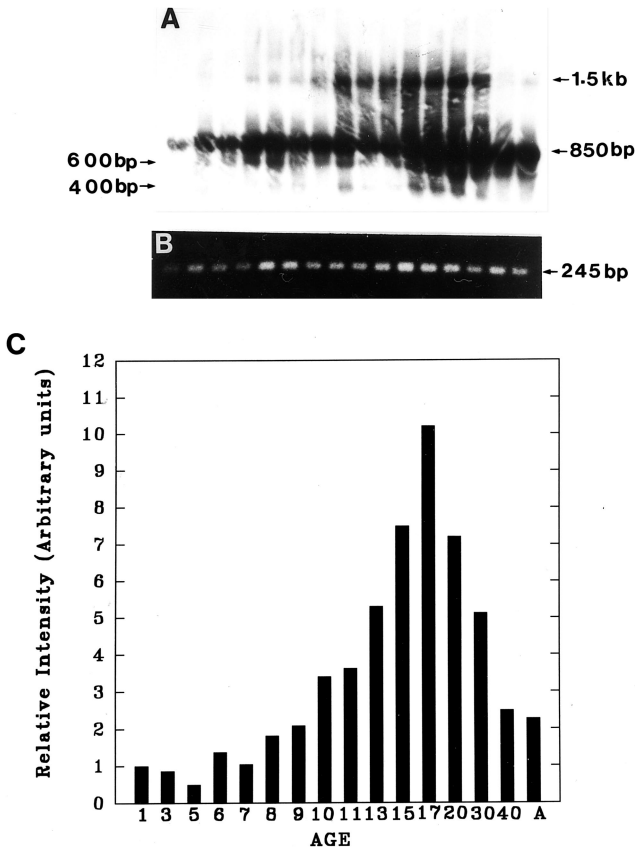 A
1.5kb
850bp
600bp
400bp
B
245bp
C
Relative Intensity (Arbitrary units)
12
11
10
9
8
7
6
5
4
3
2
1
0
1 3 5 6 7 8 9 10 11 13 15 17 20 30 40 A
AGE